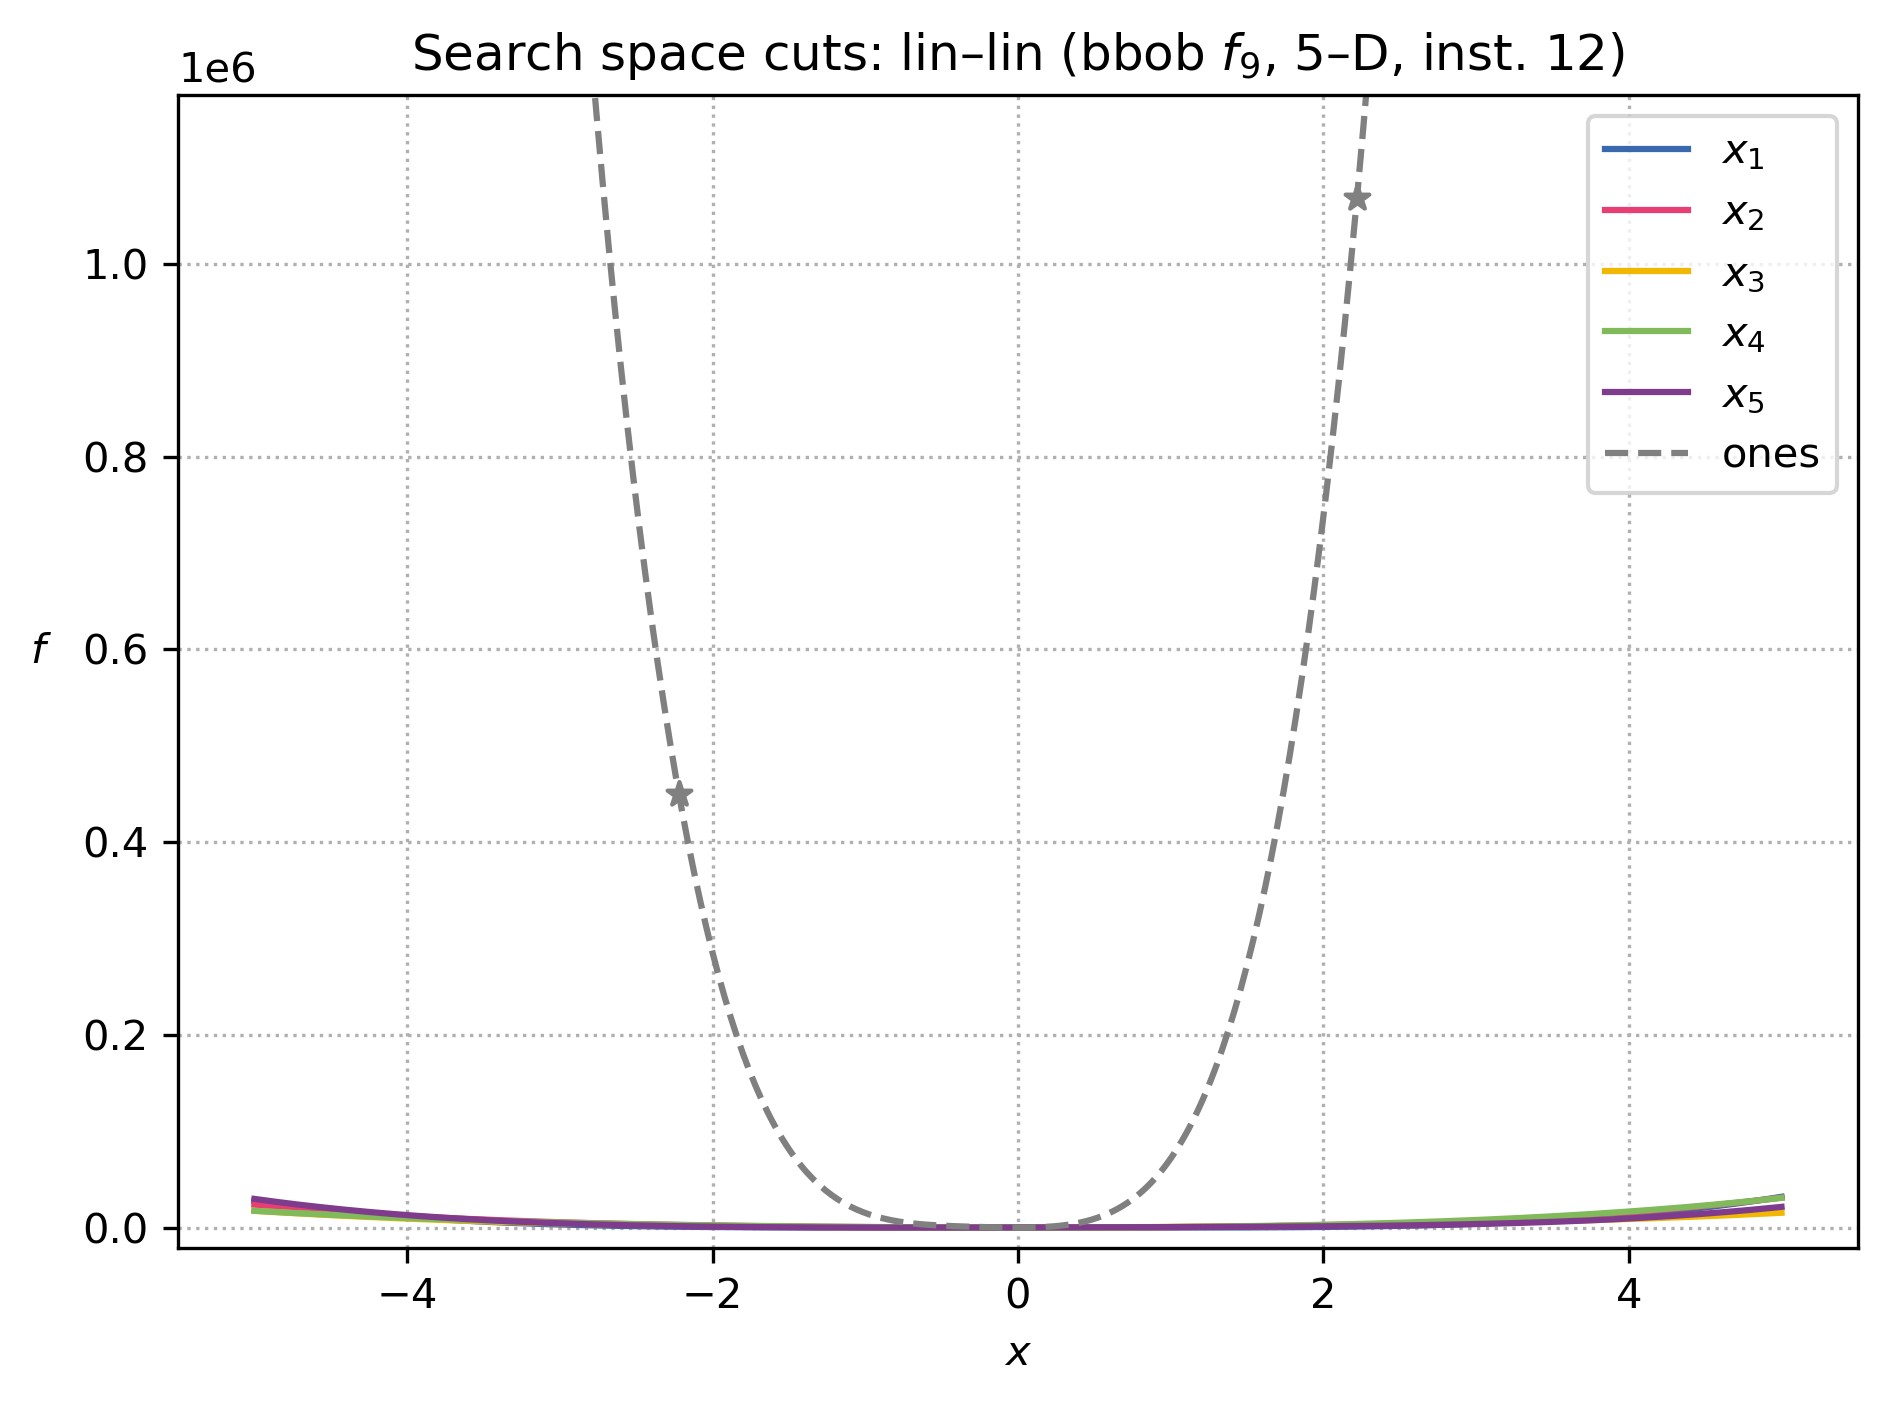 Search space cuts: lin–lin (bbob f₉, 5–D, inst. 12)
1e6
x₁
x₂
x₃
x₄
x₅
ones
1.0
0.8
f
0.6
0.4
0.2
0.0
−4
−2
0
2
4
x